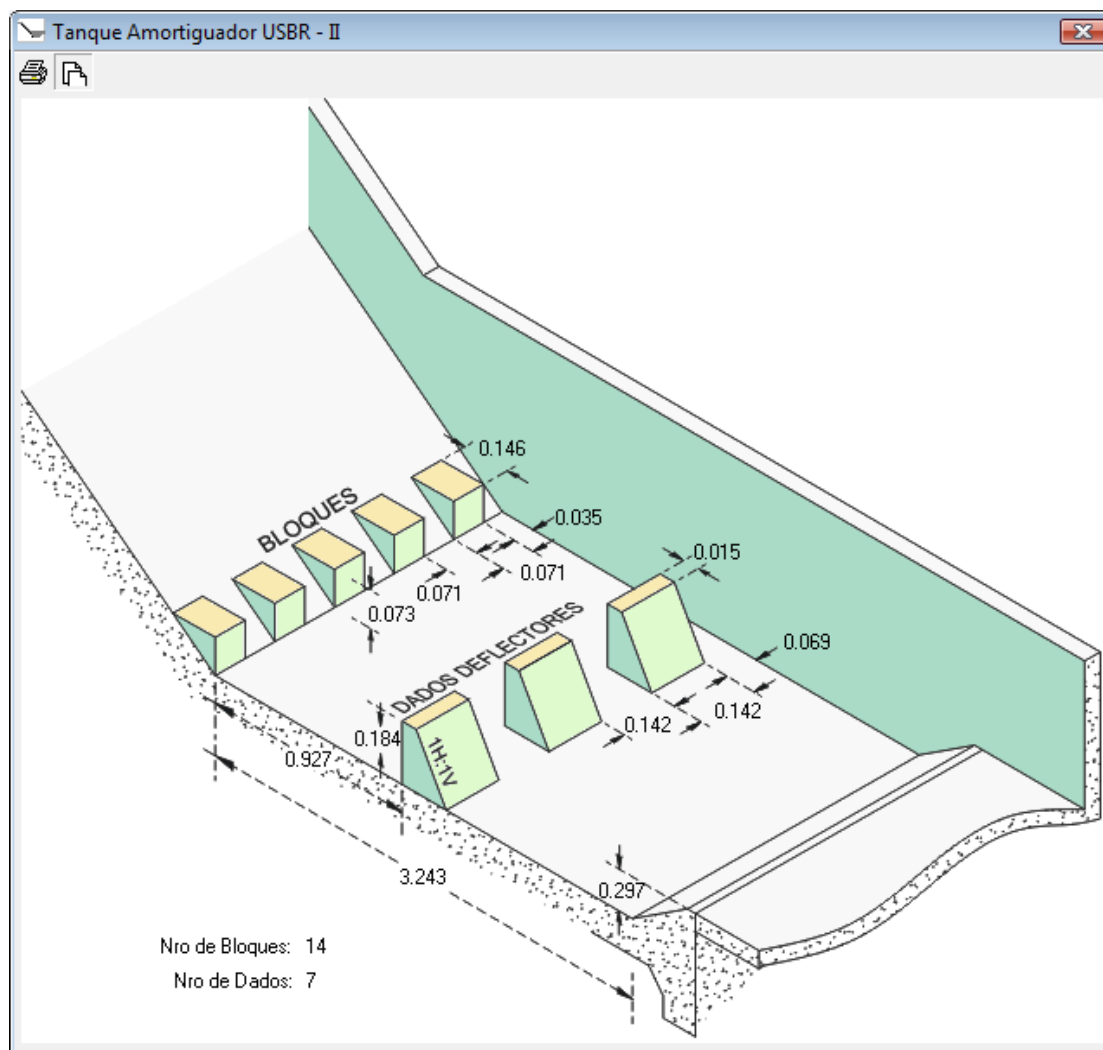 Tanque Amortiguador USBR - II
0.146
BLOQUES
0.035
0.071
0.015
0.071
0.073
DADOS DEFLECTORES
0.069
0.142
0.142
0.184
1H:1V
0.927
3.243
0.297
Nro de Bloques: 14
Nro de Dados: 7